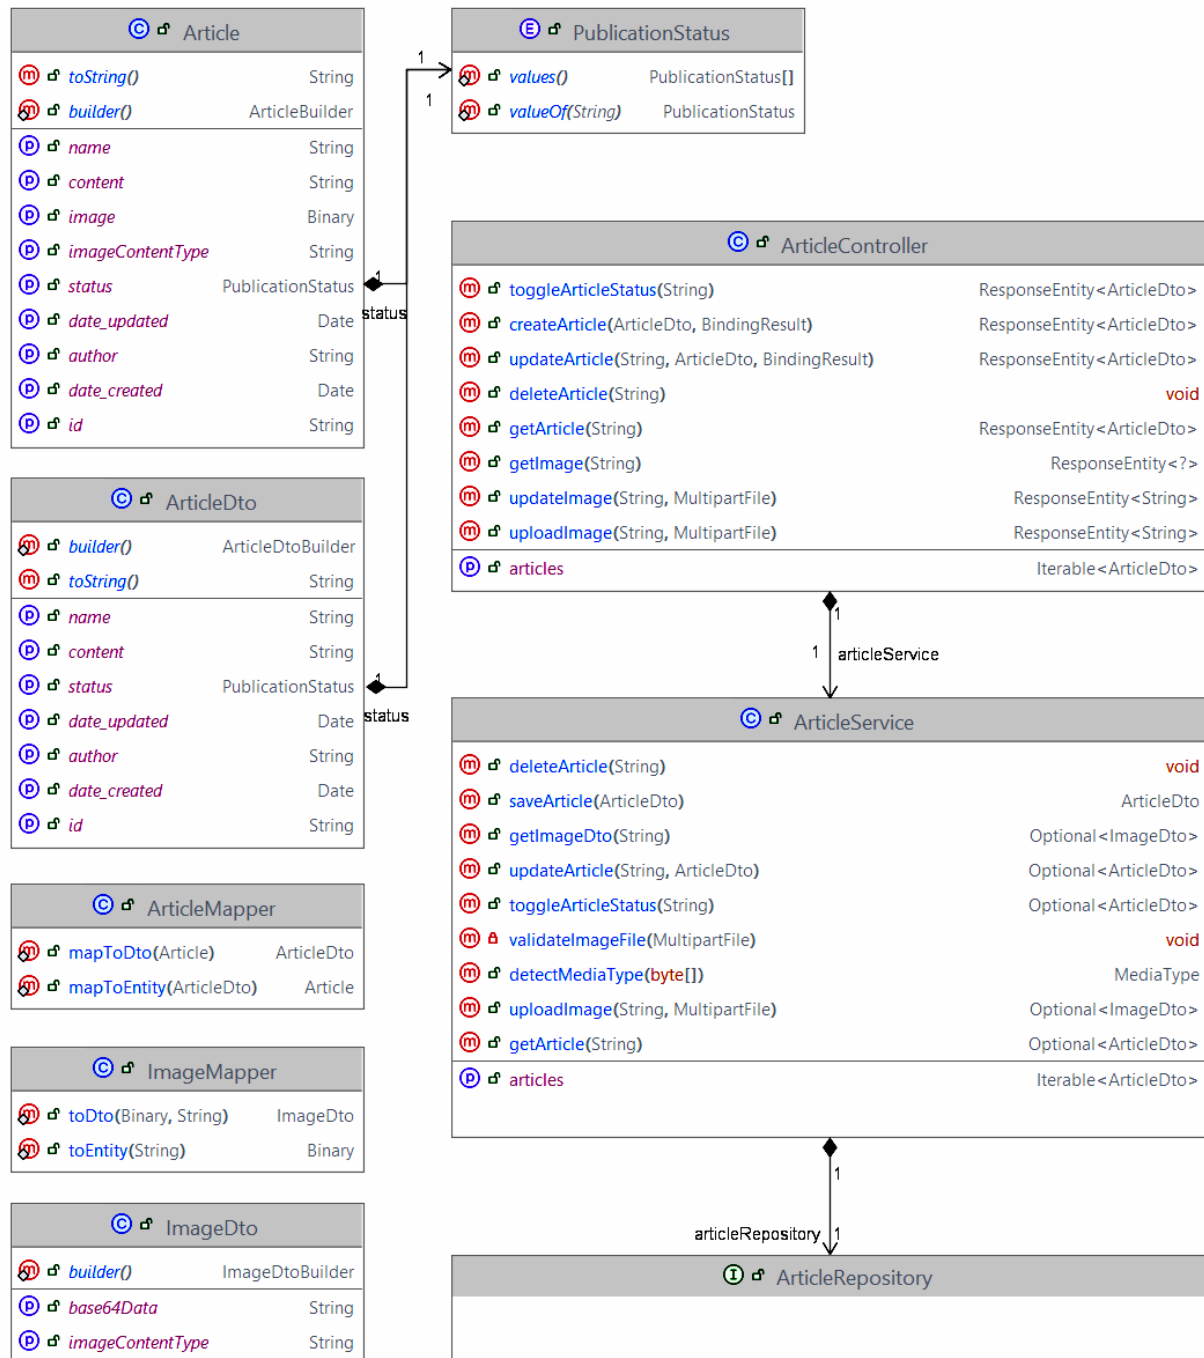 Article
toString() String
builder() ArticleBuilder
name String
content String
image Binary
imageContentType String
status PublicationStatus
date_updated Date
author String
date_created Date
id String
1
status
ArticleDto
builder() ArticleDtoBuilder
toString() String
name String
content String
status PublicationStatus
date_updated Date
author String
date_created Date
id String
1
status
ArticleMapper
mapToDto(Article) ArticleDto
mapToEntity(ArticleDto) Article
ImageMapper
toDto(Binary, String) ImageDto
toEntity(String) Binary
ImageDto
builder() ImageDtoBuilder
base64Data String
imageContentType String
1
1
PublicationStatus
values() PublicationStatus[]
valueOf(String) PublicationStatus
ArticleController
toggleArticleStatus(String) ResponseEntity<ArticleDto>
createArticle(ArticleDto, BindingResult) ResponseEntity<ArticleDto>
updateArticle(String, ArticleDto, BindingResult) ResponseEntity<ArticleDto>
deleteArticle(String) void
getArticle(String) ResponseEntity<ArticleDto>
getImage(String) ResponseEntity<?>
updateImage(String, MultipartFile) ResponseEntity<String>
uploadImage(String, MultipartFile) ResponseEntity<String>
articles Iterable<ArticleDto>
1
1 articleService
ArticleService
deleteArticle(String) void
saveArticle(ArticleDto) ArticleDto
getImageDto(String) Optional<ImageDto>
updateArticle(String, ArticleDto) Optional<ArticleDto>
toggleArticleStatus(String) Optional<ArticleDto>
validateImageFile(MultipartFile) void
detectMediaType(byte[]) MediaType
uploadImage(String, MultipartFile) Optional<ImageDto>
getArticle(String) Optional<ArticleDto>
articles Iterable<ArticleDto>
1
articleRepository 1
ArticleRepository